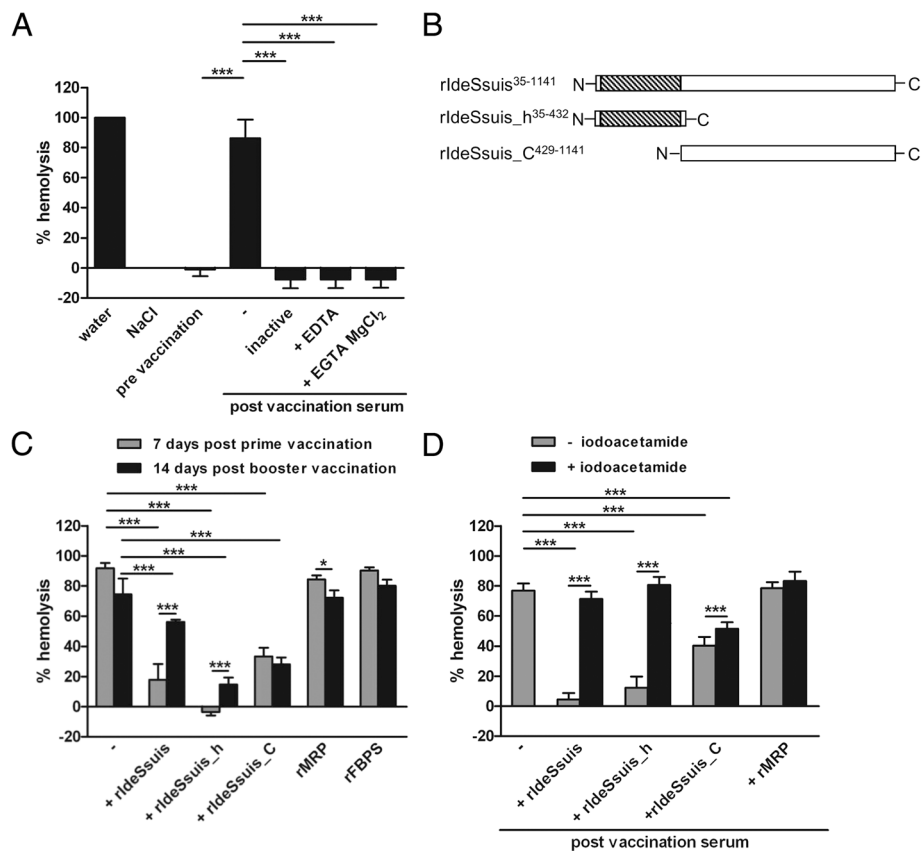 A
***
***
***
***
% hemolysis
120
100
80
60
40
20
0
-20
water
NaCl
pre vaccination
-
inactive
+ EDTA
+ EGTA MgCl₂
post vaccination serum
B
rIdeSsuis³⁵⁻¹¹⁴¹ N C
rIdeSsuis_h³⁵⁻⁴³² N C
rIdeSsuis_C⁴²⁹⁻¹¹⁴¹ N C
C
7 days post prime vaccination
14 days post booster vaccination
***
***
***
***
***
***
***
***
*
% hemolysis
120
100
80
60
40
20
0
-20
-
+ rIdeSsuis
+ rIdeSsuis_h
+ rIdeSsuis_C
rMRP
rFBPS
D
- iodoacetamide
+ iodoacetamide
***
***
***
***
***
***
***
% hemolysis
120
100
80
60
40
20
0
-20
-
+ rIdeSsuis
+ rIdeSsuis_h
+rIdeSsuis_C
+ rMRP
post vaccination serum